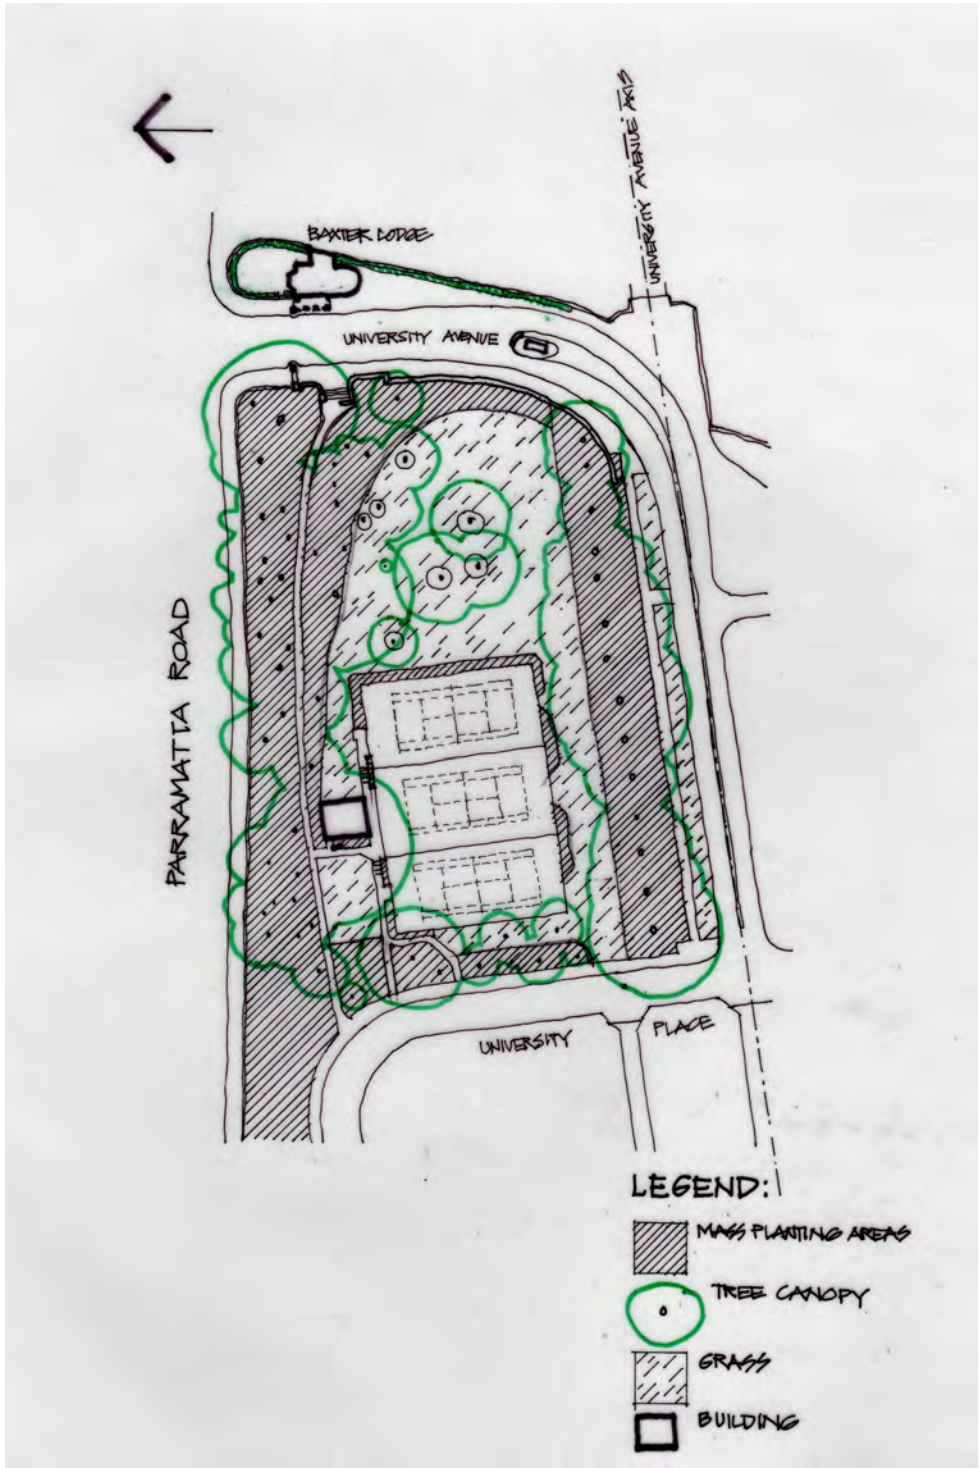 UNIVERSITY AVENUE AXIS
BAXTER LODGE
UNIVERSITY AVENUE
PARRAMATTA ROAD
UNIVERSITY PLACE
LEGEND:
MASS PLANTING AREAS
TREE CANOPY
GRASS
BUILDING